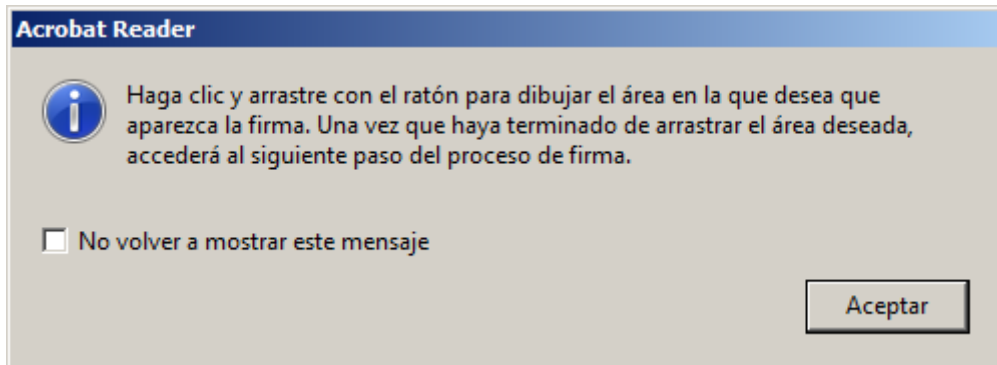 Acrobat Reader
Haga clic y arrastre con el ratón para dibujar el área en la que desea que
aparezca la firma. Una vez que haya terminado de arrastrar el área deseada,
accederá al siguiente paso del proceso de firma.
No volver a mostrar este mensaje
Aceptar